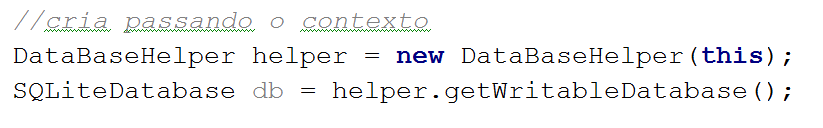 //cria passando o contexto
DataBaseHelper helper = new DataBaseHelper(this);
SQLiteDatabase db = helper.getWritableDatabase();